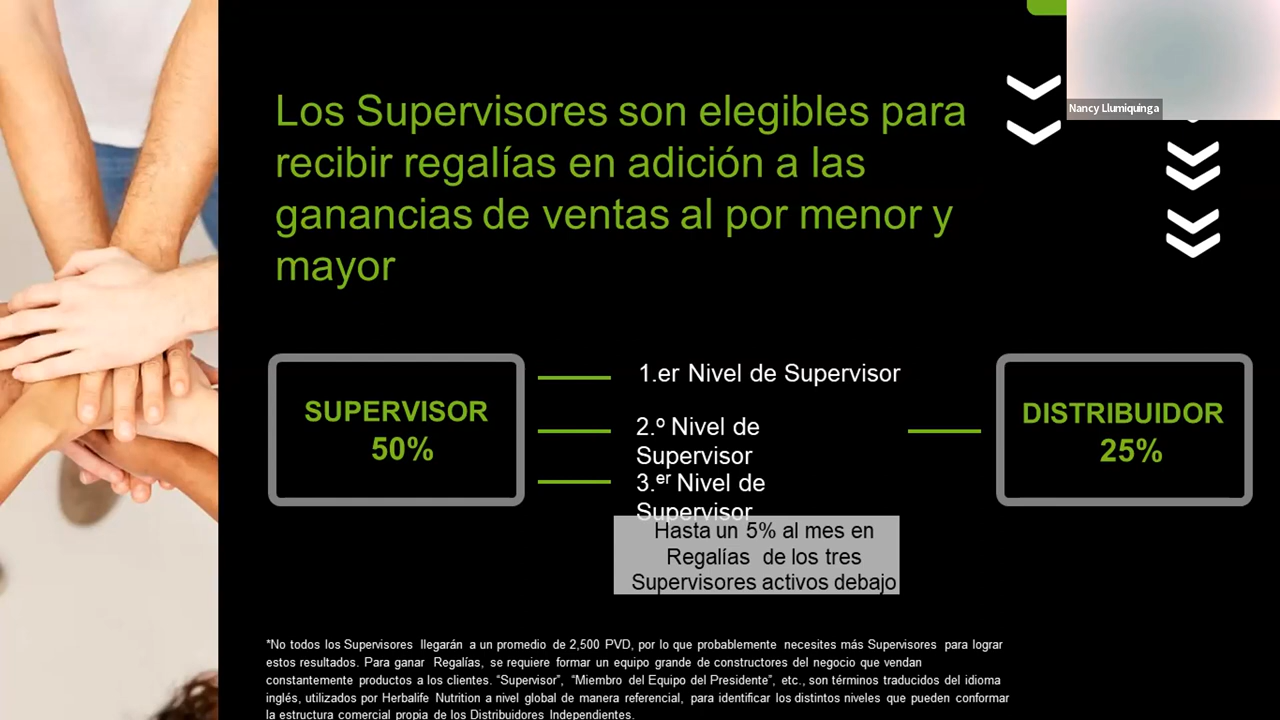 Nancy Llumiquinga
Los Supervisores son elegibles para
recibir regalías en adición a las
ganancias de ventas al por menor y
mayor
SUPERVISOR
50%
1.er Nivel de Supervisor
2.º Nivel de
Supervisor
3.er Nivel de
Supervisor
DISTRIBUIDOR
25%
Hasta un 5% al mes en
Regalías de los tres
Supervisores activos debajo
*No todos los Supervisores llegarán a un promedio de 2,500 PVD, por lo que probablemente necesites más Supervisores para lograr
estos resultados. Para ganar Regalías, se requiere formar un equipo grande de constructores del negocio que vendan
constantemente productos a los clientes. “Supervisor”, “Miembro del Equipo del Presidente”, etc., son términos traducidos del idioma
inglés, utilizados por Herbalife Nutrition a nivel global de manera referencial, para identificar los distintos niveles que pueden conformar
la estructura comercial propia de los Distribuidores Independientes.